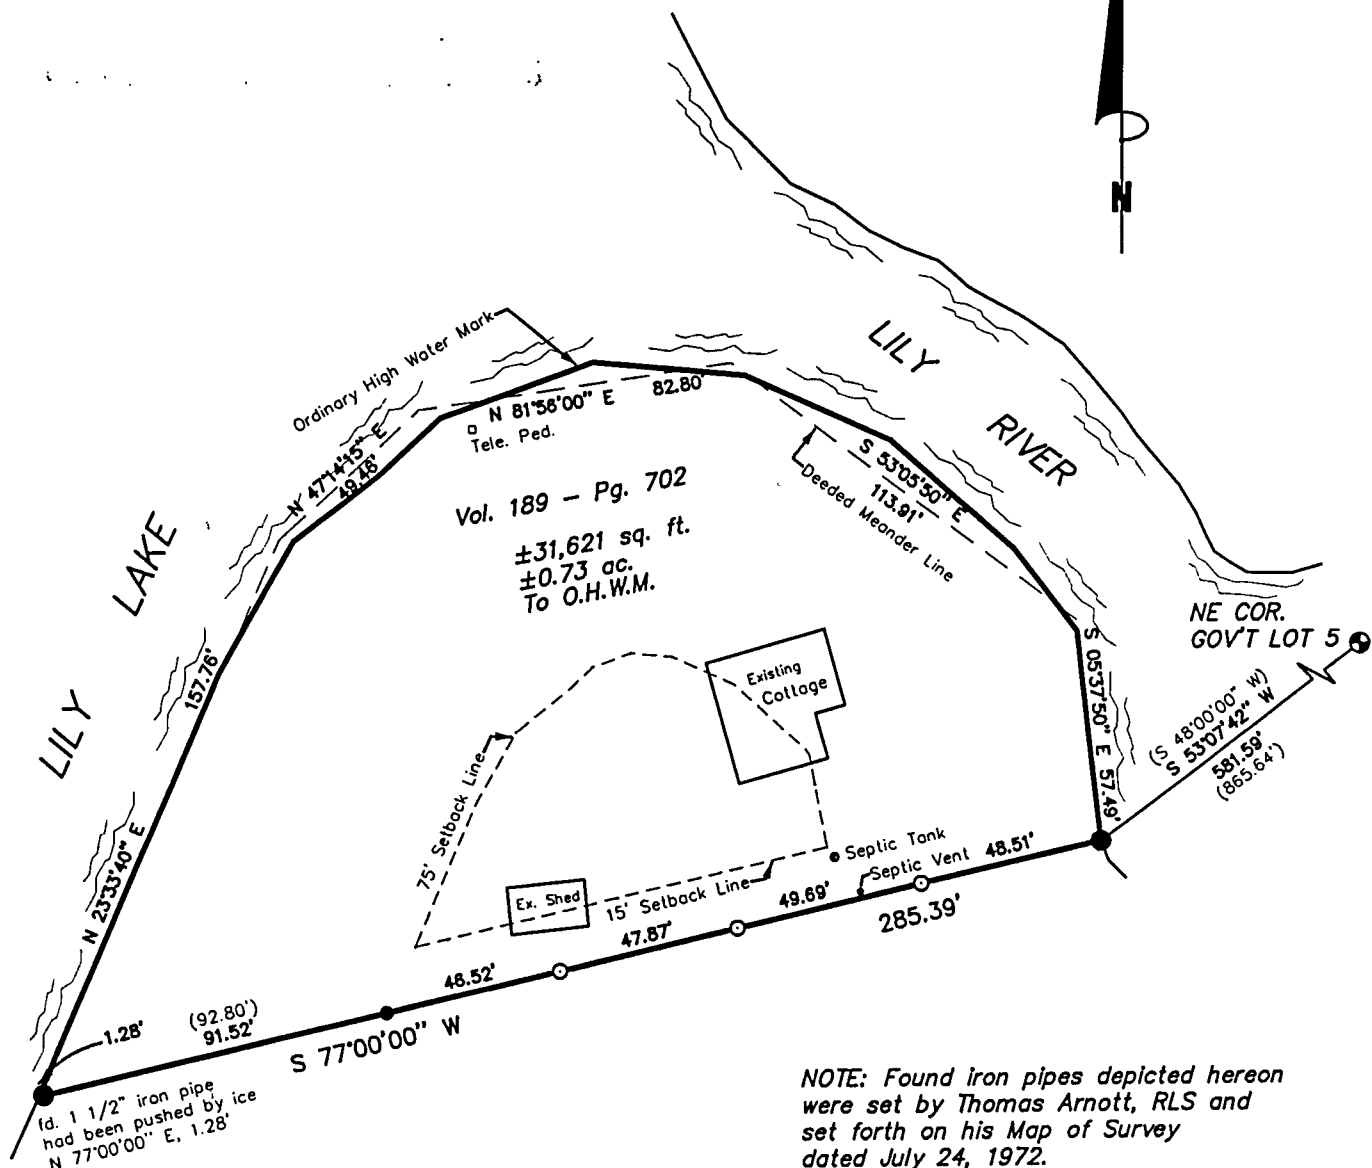 N
LILY
RIVER
Ordinary High Water Mark
N 81°56'00" E
82.80'
Tele. Ped.
N 47°14'15" E
49.46'
S 53°05'50" E
113.91'
Deeded Meander Line
Vol. 189 - Pg. 702
±31,621 sq. ft.
±0.73 ac.
To O.H.W.M.
LILY LAKE
157.76'
N 23°33'40" E
NE COR.
GOV'T LOT 5
(S 48°00'00" W)
S 53°07'42" W
581.59'
(865.64')
S 05°37'50" E 57.49'
Existing
Cottage
75' Setback Line
Septic Tank
Septic Vent
48.51'
Ex. Shed
15' Setback Line
49.69'
285.39'
47.87'
46.52'
(92.80')
91.52'
1.28'
S 77°00'00" W
fd. 1 1/2" iron pipe
had been pushed by ice
N 77°00'00" E, 1.28'
NOTE: Found iron pipes depicted hereon
were set by Thomas Arnott, RLS and
set forth on his Map of Survey
dated July 24, 1972.